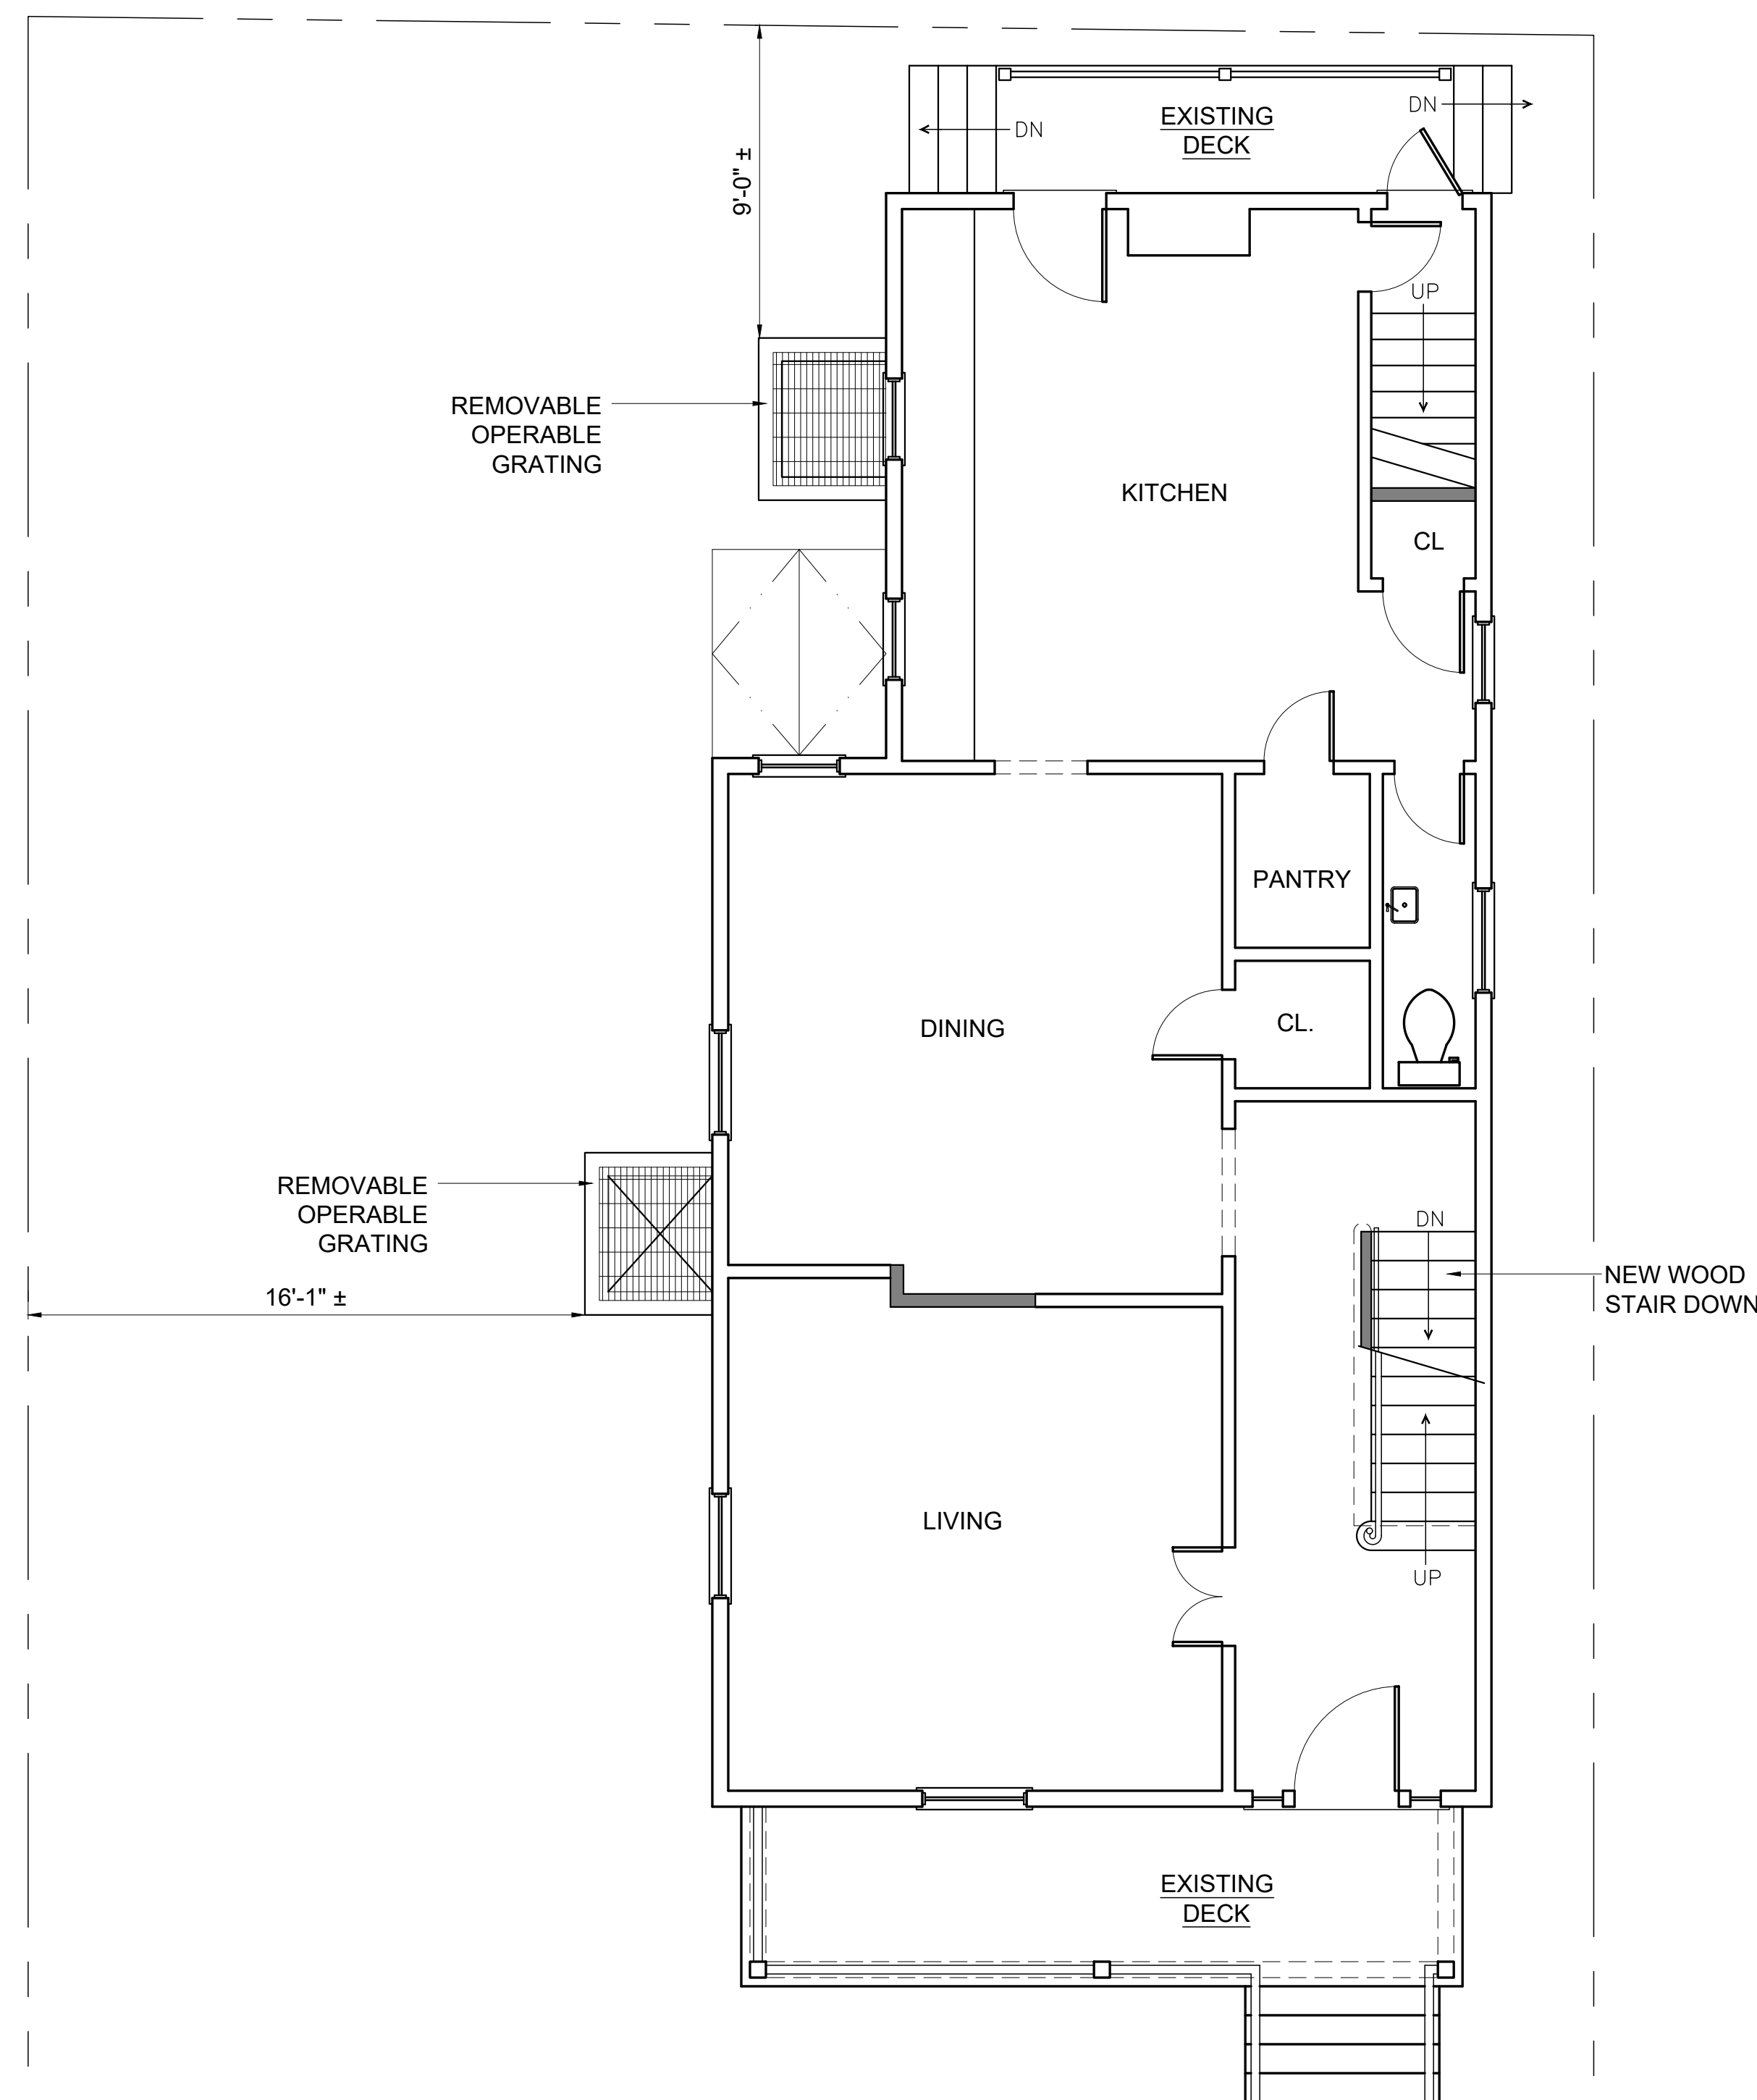 DN
EXISTING
DECK
DN
9'-0" ±
UP
REMOVABLE
OPERABLE
GRATING
KITCHEN
CL
PANTRY
DINING
CL.
REMOVABLE
OPERABLE
GRATING
DN
NEW WOOD
STAIR DOWN
16'-1" ±
LIVING
UP
EXISTING
DECK